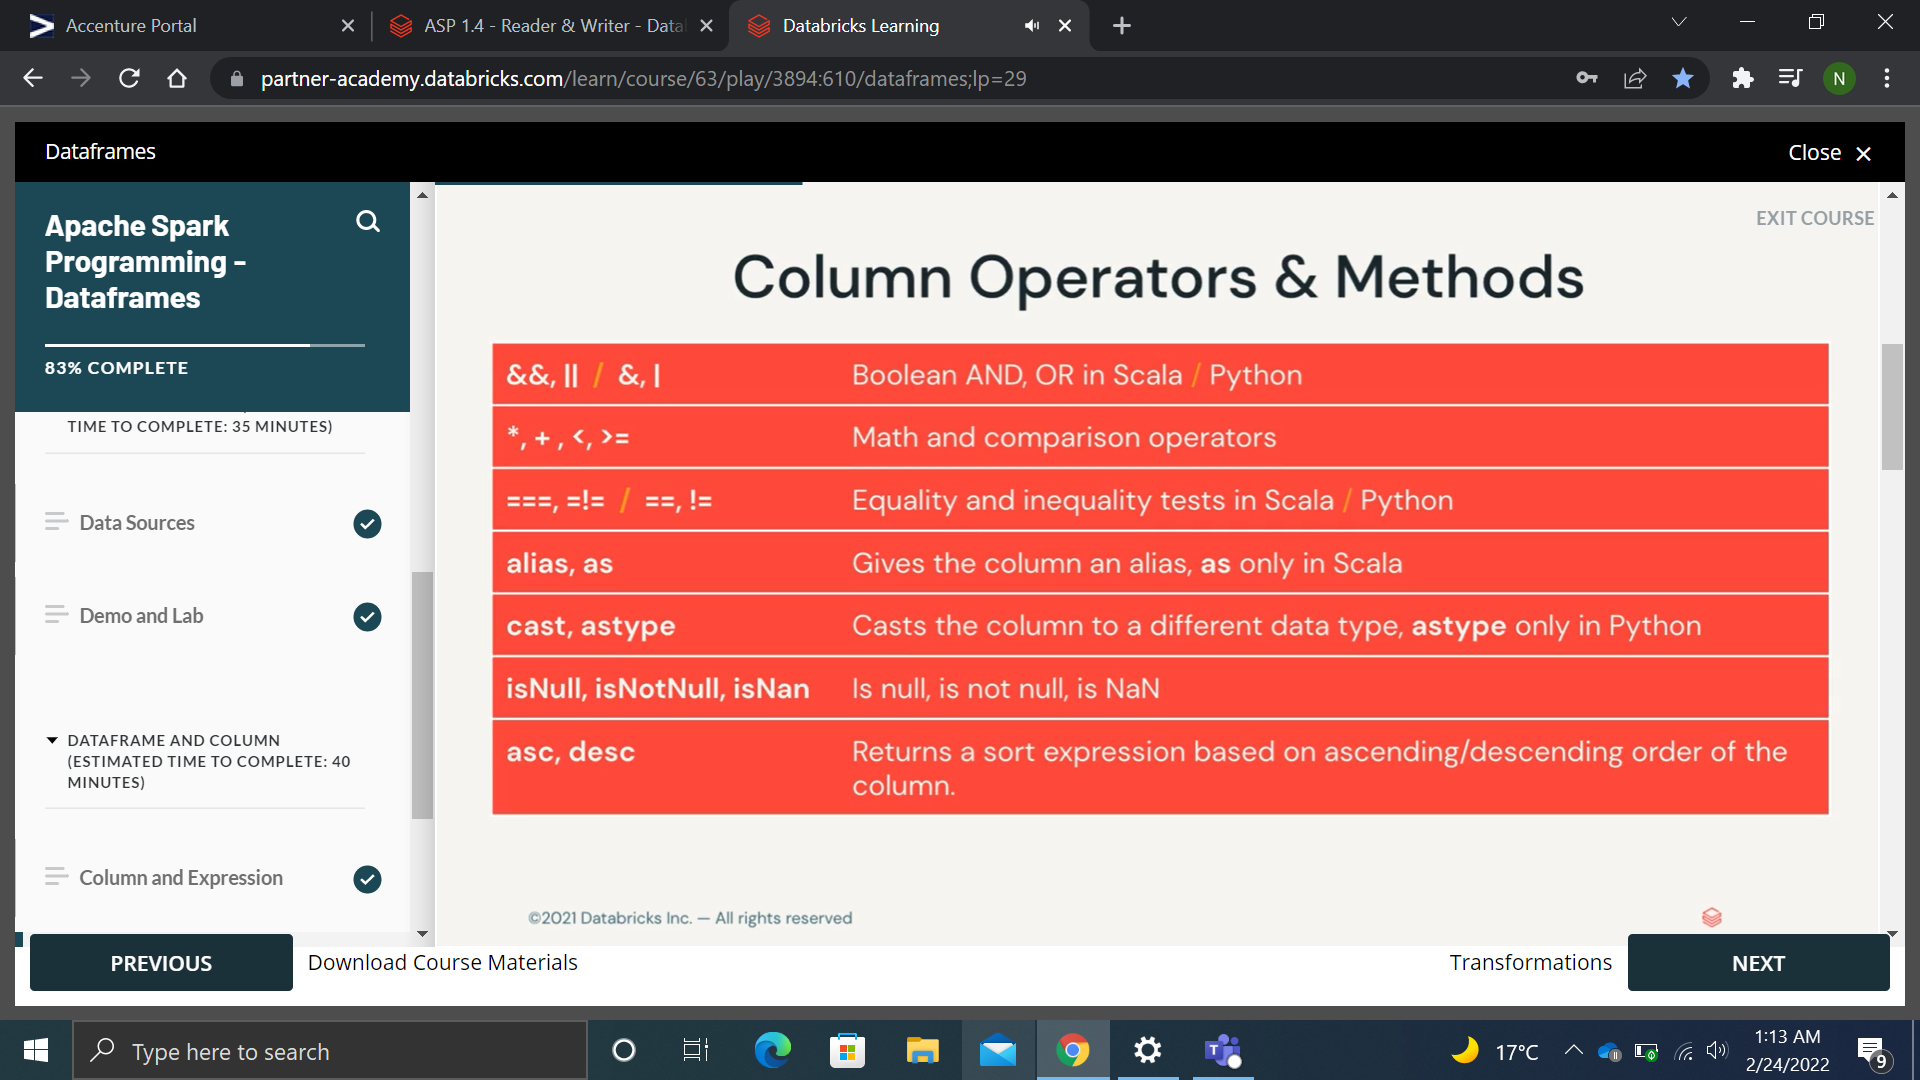 Accenture Portal
ASP 1.4 - Reader & Writer - Data
Databricks Learning
partner-academy.databricks.com/learn/course/63/play/3894:610/dataframes;lp=29
N
Dataframes
Close
Apache Spark
Programming -
Dataframes
83% COMPLETE
TIME TO COMPLETE: 35 MINUTES)
Data Sources
Demo and Lab
DATAFRAME AND COLUMN
(ESTIMATED TIME TO COMPLETE: 40
MINUTES)
Column and Expression
EXIT COURSE
Column Operators & Methods
&&, || / &, | Boolean AND, OR in Scala / Python
*, + , <, >= Math and comparison operators
===, =!= / ==, != Equality and inequality tests in Scala / Python
alias, as Gives the column an alias, as only in Scala
cast, astype Casts the column to a different data type, astype only in Python
isNull, isNotNull, isNan Is null, is not null, is NaN
asc, desc Returns a sort expression based on ascending/descending order of the
column.
©2021 Databricks Inc. — All rights reserved
PREVIOUS
Download Course Materials
Transformations
NEXT
Type here to search
17°C
1:13 AM
2/24/2022
9